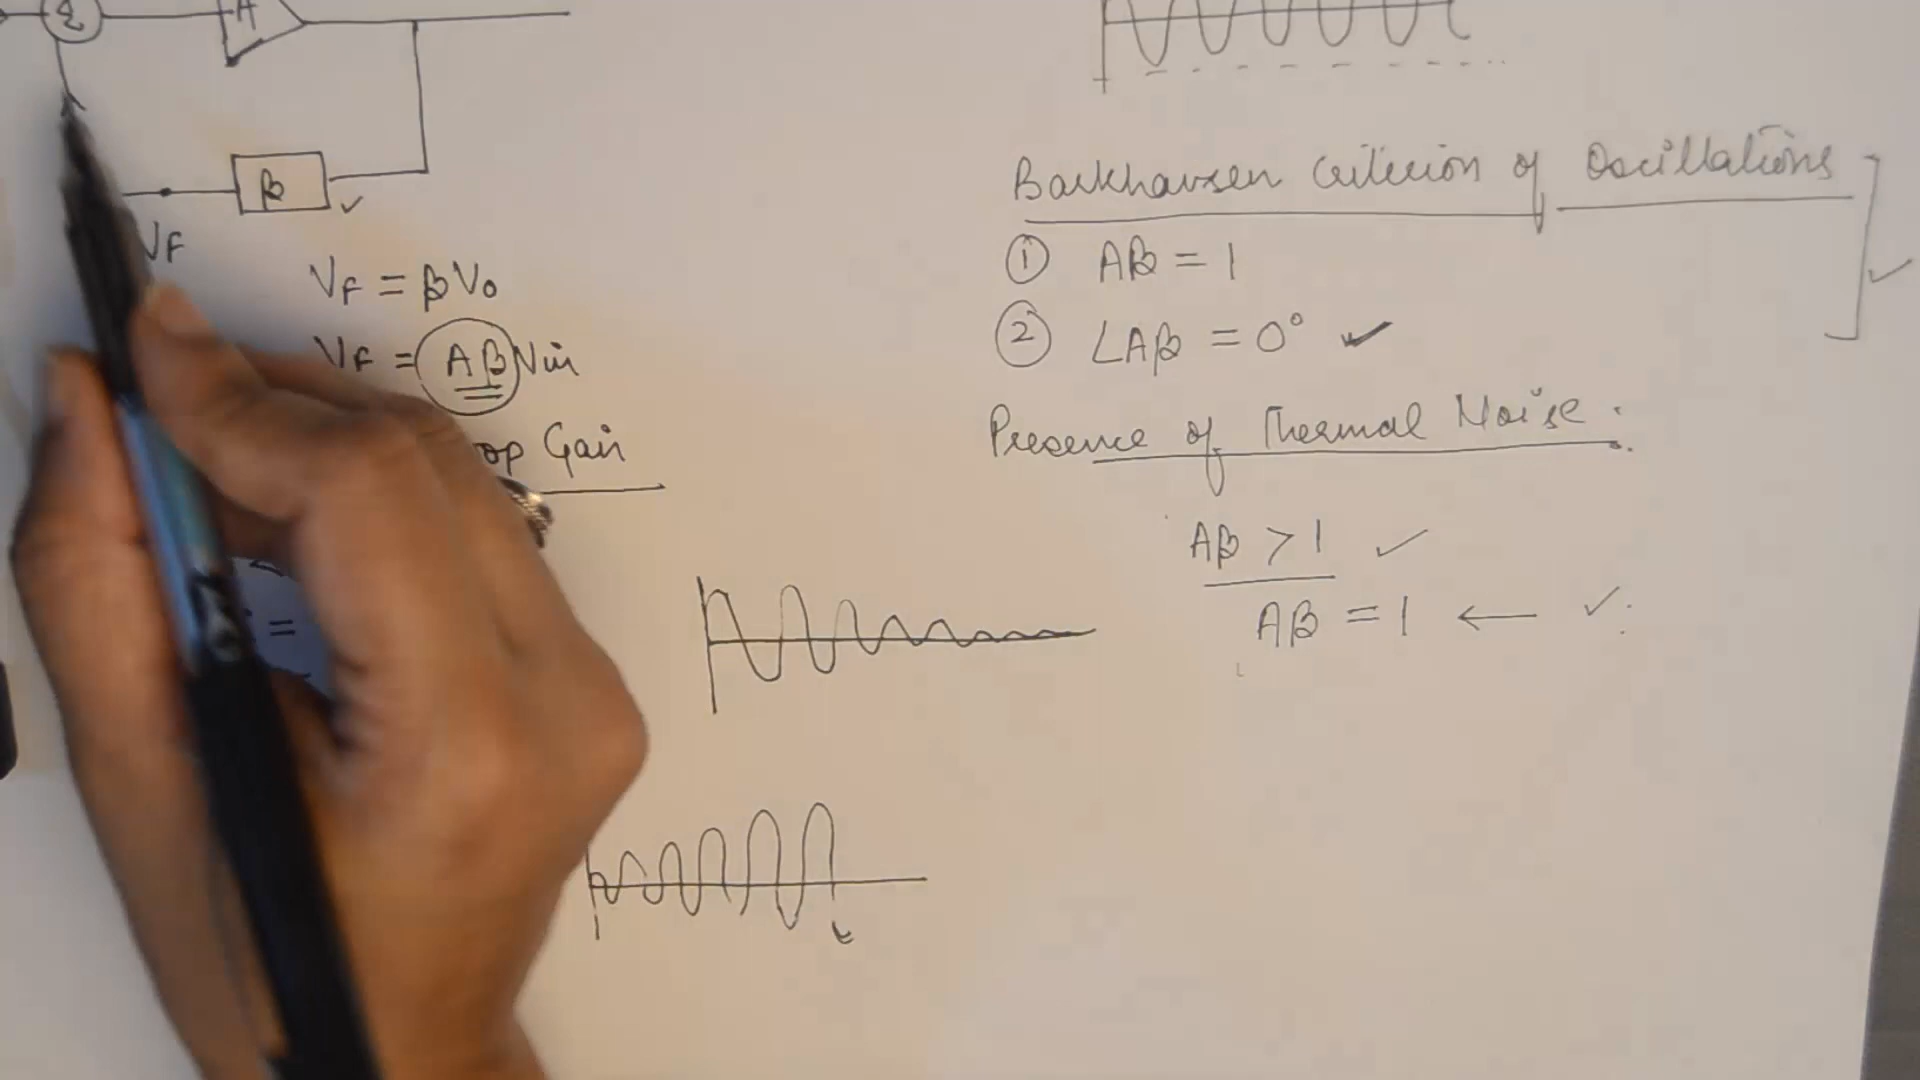 Σ
A
β
VF
VF = βVo
VF = AβVin
op Gain
=
Barkhausen Criterion of Oscillations
① Aβ = 1
② ∠Aβ = 0°
Presence of Thermal Noise.
Aβ > 1
Aβ = 1 ←